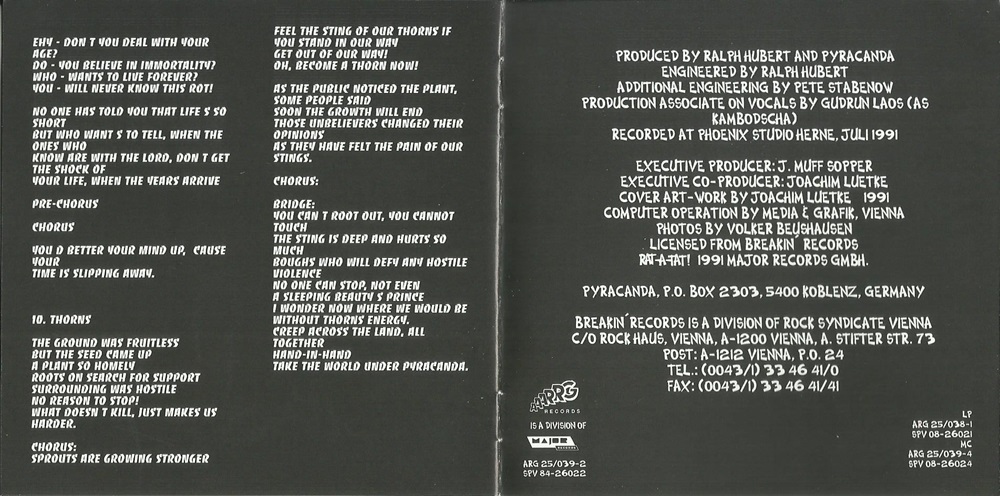 EHY - DON T YOU DEAL WITH YOUR
AGE?
DO - YOU BELIEVE IN IMMORTALITY?
WHO - WANTS TO LIVE FOREVER?
YOU - WILL NEVER KNOW THIS ROT!
NO ONE HAS TOLD YOU THAT LIFE S SO
SHORT
BUT WHO WANT S TO TELL, WHEN THE
ONES WHO
KNOW ARE WITH THE LORD, DON T GET
THE SHOCK OF
YOUR LIFE, WHEN THE YEARS ARRIVE
PRE-CHORUS
CHORUS
YOU D BETTER YOUR MIND UP, CAUSE
YOUR
TIME IS SLIPPING AWAY.
10. THORNS
THE GROUND WAS FRUITLESS
BUT THE SEED CAME UP
A PLANT SO HOMELY
ROOTS ON SEARCH FOR SUPPORT
SURROUNDING WAS HOSTILE
NO REASON TO STOP!
WHAT DOESN T KILL, JUST MAKES US
HARDER.
CHORUS:
SPROUTS ARE GROWING STRONGER
FEEL THE STING OF OUR THORNS IF
YOU STAND IN OUR WAY
GET OUT OF OUR WAY!
OH, BECOME A THORN NOW!
AS THE PUBLIC NOTICED THE PLANT,
SOME PEOPLE SAID
SOON THE GROWTH WILL END
THOSE UNBELIEVERS CHANGED THEIR
OPINIONS
AS THEY HAVE FELT THE PAIN OF OUR
STINGS.
CHORUS:
BRIDGE:
YOU CAN T ROOT OUT, YOU CANNOT
TOUCH
THE STING IS DEEP AND HURTS SO
MUCH
BOUGHS WHO WILL DEFY ANY HOSTILE
VIOLENCE
NO ONE CAN STOP, NOT EVEN
A SLEEPING BEAUTY S PRINCE
I WONDER NOW WHERE WE WOULD BE
WITHOUT THORNS ENERGY.
CREEP ACROSS THE LAND, ALL
TOGETHER
HAND-IN-HAND
TAKE THE WORLD UNDER PYRACANDA.
PRODUCED BY RALPH HUBERT AND PYRACANDA
ENGINEERED BY RALPH HUBERT
ADDITIONAL ENGINEERING BY PETE STABENOW
PRODUCTION ASSOCIATE ON VOCALS BY GUDRUN LAOS (AS
KAMBODSCHA)
RECORDED AT PHOENIX STUDIO HERNE, JULI 1991
EXECUTIVE PRODUCER: J. MUFF SOPPER
EXECUTIVE CO-PRODUCER: JOACHIM LUETKE
COVER ART-WORK BY JOACHIM LUETKE 1991
COMPUTER OPERATION BY MEDIA & GRAFIK, VIENNA
PHOTOS BY VOLKER BEUSHAUSEN
LICENSED FROM BREAKIN´ RECORDS
RAT-A-TAT! 1991 MAJOR RECORDS GMBH.
PYRACANDA, P.O. BOX 2303, 5400 KOBLENZ, GERMANY
BREAKIN´RECORDS IS A DIVISION OF ROCK SYNDICATE VIENNA
C/O ROCK HAUS, VIENNA, A-1200 VIENNA, A. STIFTER STR. 73
POST: A-1212 VIENNA, P.O. 24
TEL.: (0043/1) 33 46 41/0
FAX: (0043/1) 33 46 41/41
AAARRG
RECORDS
IS A DIVISION OF
MAJOR
RECORDS
ARG 25/039-2
SPV 84-26022
LP
ARG 25/038-1
SPV 08-26021
MC
ARG 25/039-4
SPV 08-26024